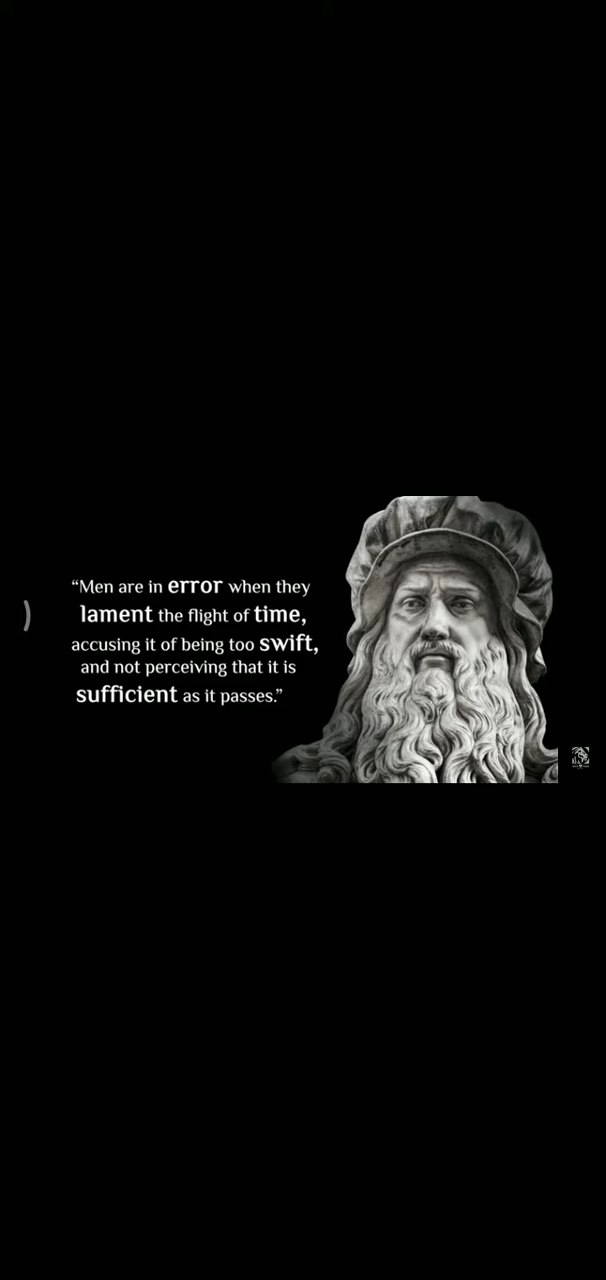 “Men are in error when they
lament the flight of time,
accusing it of being too swift,
and not perceiving that it is
sufficient as it passes.”